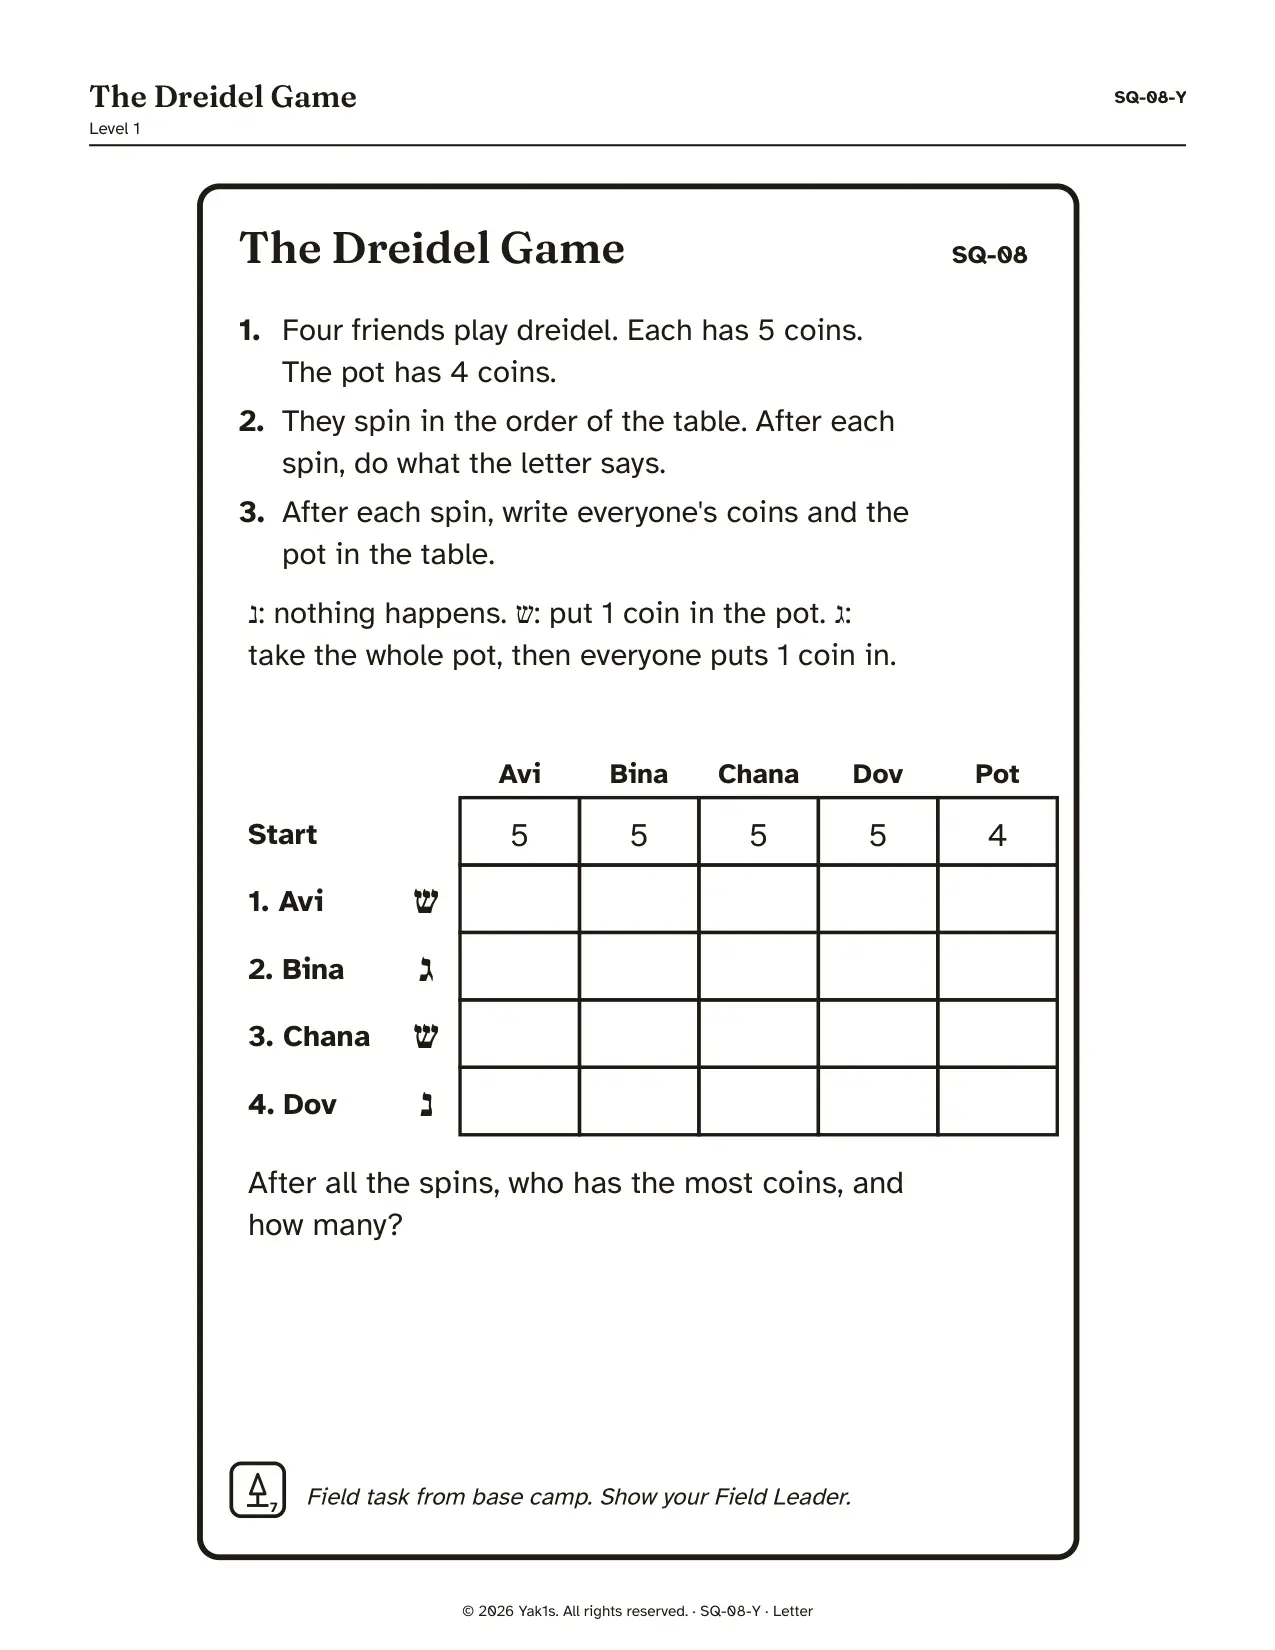 The Dreidel Game
SQ-08-Y
Level 1
The Dreidel Game
SQ-08
1. Four friends play dreidel. Each has 5 coins.
The pot has 4 coins.
2. They spin in the order of the table. After each
spin, do what the letter says.
3. After each spin, write everyone's coins and the
pot in the table.
נ: nothing happens. ש: put 1 coin in the pot. ג:
take the whole pot, then everyone puts 1 coin in.
Avi Bina Chana Dov Pot
Start 5 5 5 5 4
1. Avi ש
2. Bina ג
3. Chana ש
4. Dov נ
After all the spins, who has the most coins, and
how many?
7
Field task from base camp. Show your Field Leader.
© 2026 Yak1s. All rights reserved. · SQ-08-Y · Letter